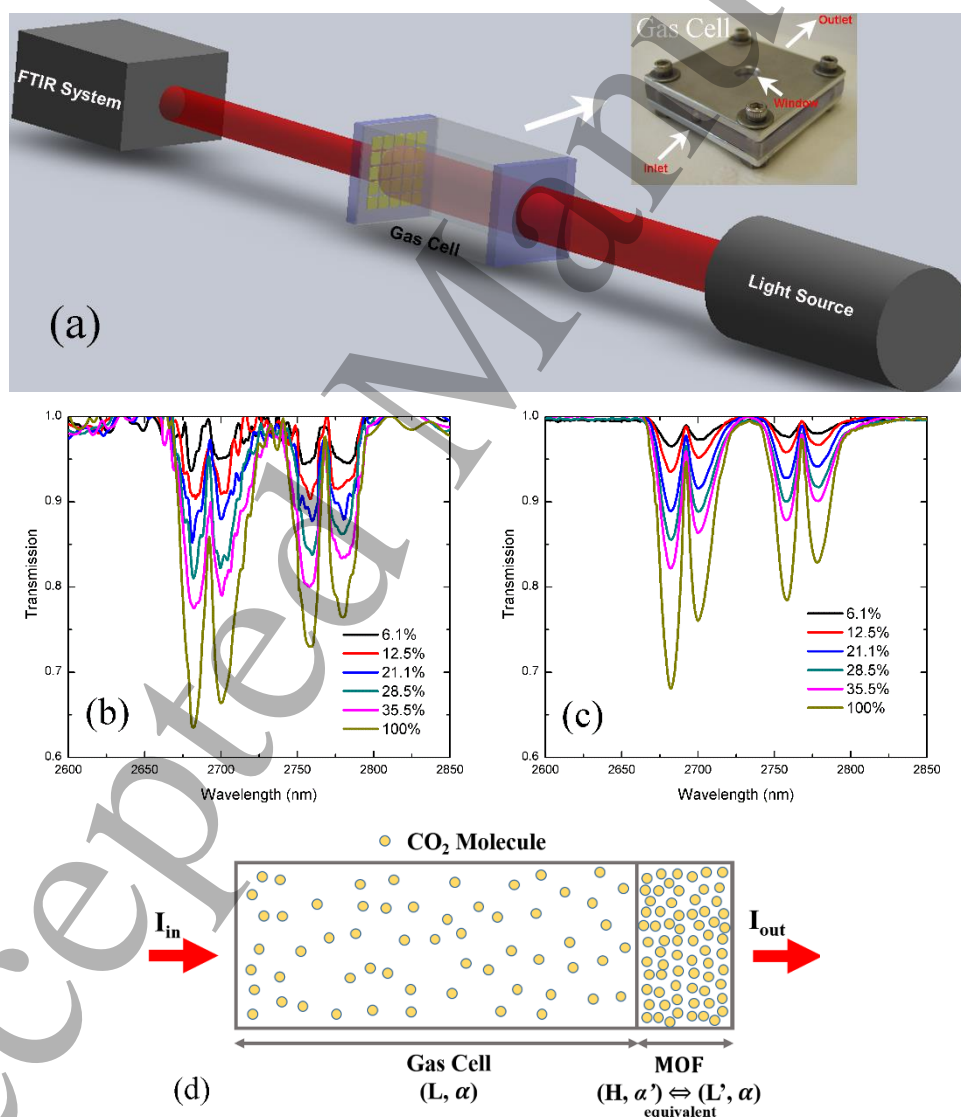 Gas Cell
Outlet
Window
Inlet
FTIR System
Gas Cell
Light Source
(a)
1.0
0.9
0.8
0.7
0.6
Transmission
6.1%
12.5%
21.1%
28.5%
35.5%
100%
(b)
2600 2650 2700 2750 2800 2850
Wavelength (nm)
1.0
0.9
0.8
0.7
0.6
Transmission
6.1%
12.5%
21.1%
28.5%
35.5%
100%
(c)
2600 2650 2700 2750 2800 2850
Wavelength (nm)
CO₂ Molecule
I_in
I_out
Gas Cell
MOF
(L, α)
(H, α') ⇔ (L', α)
equivalent
(d)
Accepted Manu